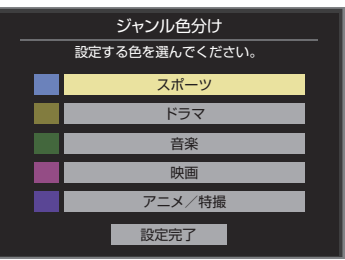 ジャンル色分け
設定する色を選んでください。
スポーツ
ドラマ
音楽
映画
アニメ／特撮
設定完了